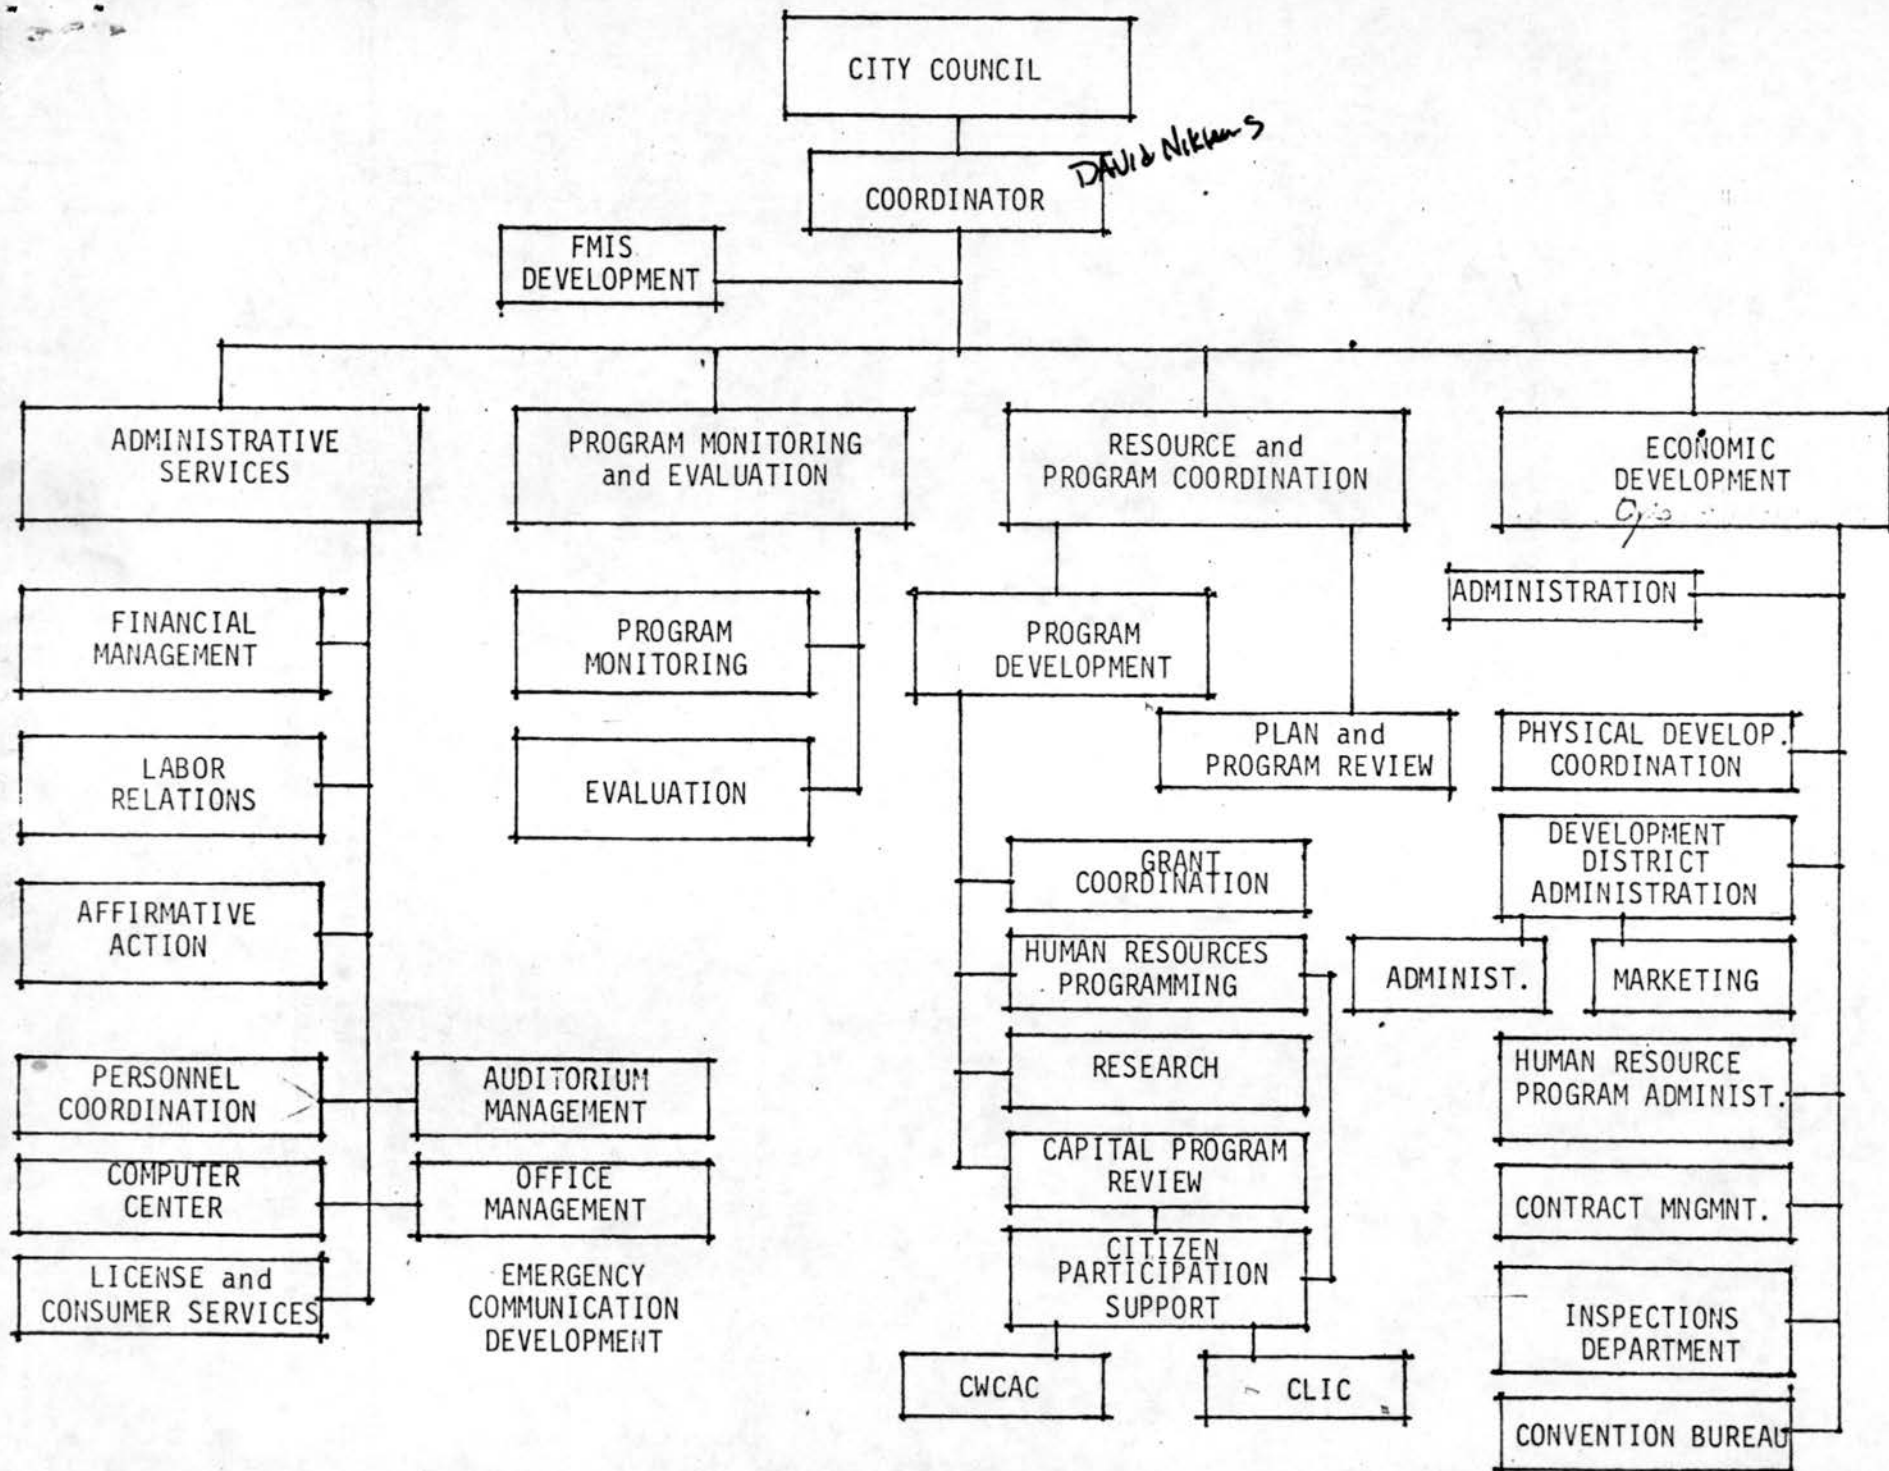 CITY COUNCIL
COORDINATOR
DAVID
FMIS
DEVELOPMENT
ADMINISTRATIVE
SERVICES
PROGRAM MONITORING
and EVALUATION
RESOURCE and
PROGRAM COORDINATION
ECONOMIC
DEVELOPMENT
FINANCIAL
MANAGEMENT
LABOR
RELATIONS
AFFIRMATIVE
ACTION
PERSONNEL
COORDINATION
COMPUTER
CENTER
LICENSE and
CONSUMER SERVICES
AUDITORIUM
MANAGEMENT
OFFICE
MANAGEMENT
EMERGENCY
COMMUNICATION
DEVELOPMENT
PROGRAM
MONITORING
EVALUATION
PROGRAM
DEVELOPMENT
PLAN and
PROGRAM REVIEW
GRANT
COORDINATION
HUMAN RESOURCES
PROGRAMMING
RESEARCH
CAPITAL PROGRAM
REVIEW
CITIZEN
PARTICIPATION
SUPPORT
CWCAC
CLIC
ADMINISTRATION
PHYSICAL DEVELOP.
COORDINATION
DEVELOPMENT
DISTRICT
ADMINISTRATION
ADMINIST.
MARKETING
HUMAN RESOURCE
PROGRAM ADMINIST.
CONTRACT MNGMNT.
INSPECTIONS
DEPARTMENT
CONVENTION BUREAU